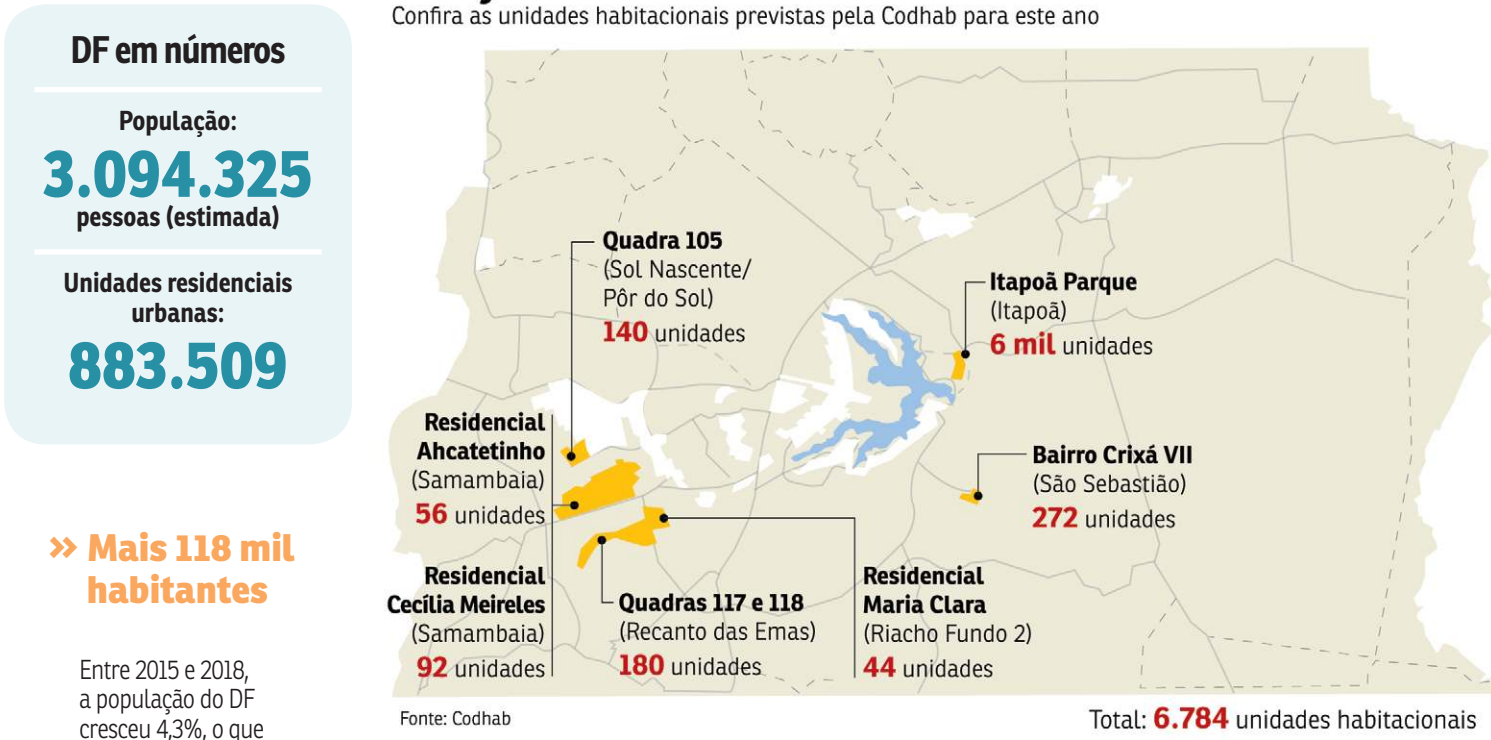 Confira as unidades habitacionais previstas pela Codhab para este ano
DF em números
População:
3.094.325
pessoas (estimada)
Unidades residenciais
urbanas:
883.509
» Mais 118 mil
habitantes
Entre 2015 e 2018,
a população do DF
cresceu 4,3%, o que
Quadra 105
(Sol Nascente/
Pôr do Sol)
140 unidades
Itapoã Parque
(Itapoã)
6 mil unidades
Residencial
Ahcatetinho
(Samambaia)
56 unidades
Bairro Crixá VII
(São Sebastião)
272 unidades
Residencial
Cecília Meireles
(Samambaia)
92 unidades
Quadras 117 e 118
(Recanto das Emas)
180 unidades
Residencial
Maria Clara
(Riacho Fundo 2)
44 unidades
Fonte: Codhab
Total: 6.784 unidades habitacionais